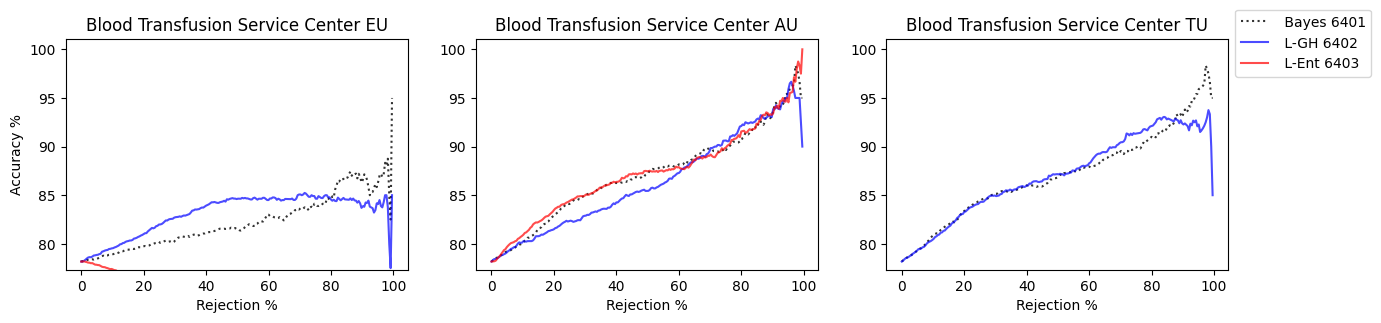 Blood Transfusion Service Center EU
Accuracy %
100
95
90
85
80
0 20 40 60 80 100
Rejection %
Blood Transfusion Service Center AU
100
95
90
85
80
0 20 40 60 80 100
Rejection %
Blood Transfusion Service Center TU
100
95
90
85
80
0 20 40 60 80 100
Rejection %
Bayes 6401
L-GH 6402
L-Ent 6403